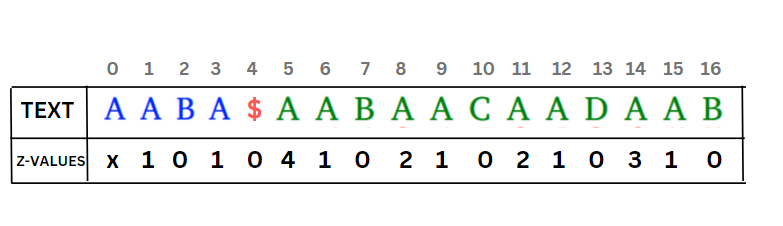 0 1 2 3 4 5 6 7 8 9 10 11 12 13 14 15 16
TEXT A A B A $ A A B A A C A A D A A B
Z-VALUES x 1 0 1 0 4 1 0 2 1 0 2 1 0 3 1 0